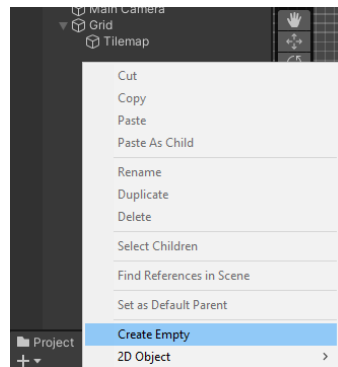 Main Camera
Grid
Tilemap
Cut
Copy
Paste
Paste As Child
Rename
Duplicate
Delete
Select Children
Find References in Scene
Set as Default Parent
Create Empty
2D Object
Project